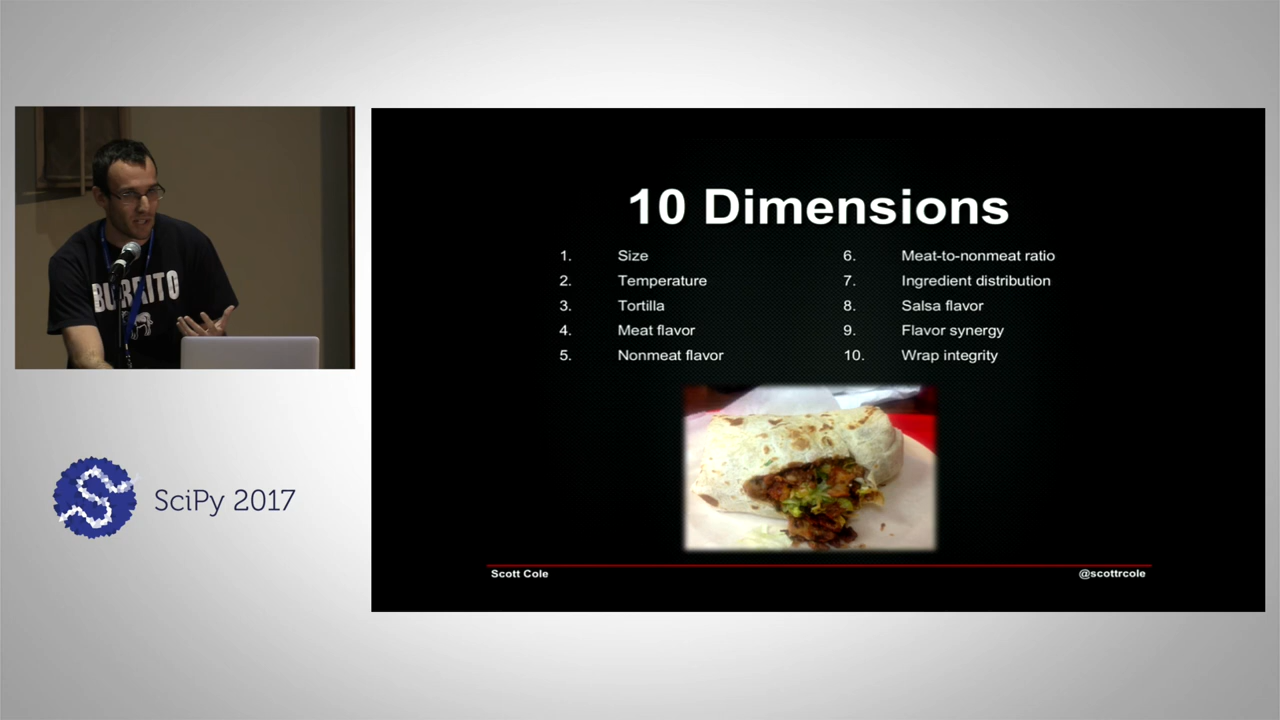 BURRITO
SciPy 2017
10 Dimensions
1. Size
2. Temperature
3. Tortilla
4. Meat flavor
5. Nonmeat flavor
6. Meat-to-nonmeat ratio
7. Ingredient distribution
8. Salsa flavor
9. Flavor synergy
10. Wrap integrity
Scott Cole
@scottrcole